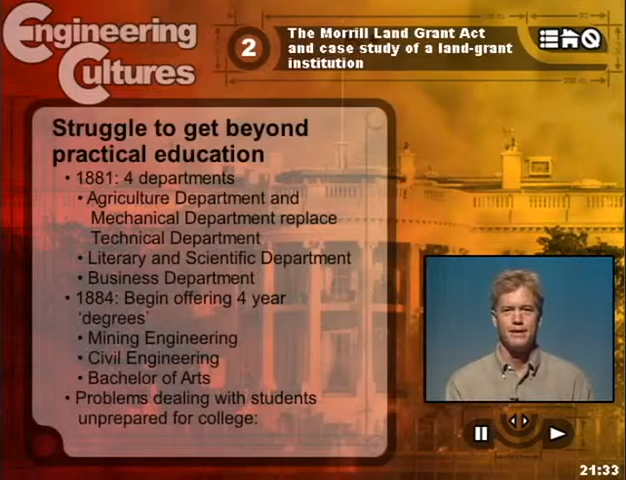 Engineering
Cultures
2
The Morrill Land Grant Act
and case study of a land-grant
institution
Struggle to get beyond
practical education
• 1881: 4 departments
• Agriculture Department and
Mechanical Department replace
Technical Department
• Literary and Scientific Department
• Business Department
• 1884: Begin offering 4 year
'degrees'
• Mining Engineering
• Civil Engineering
• Bachelor of Arts
• Problems dealing with students
unprepared for college:
21:33